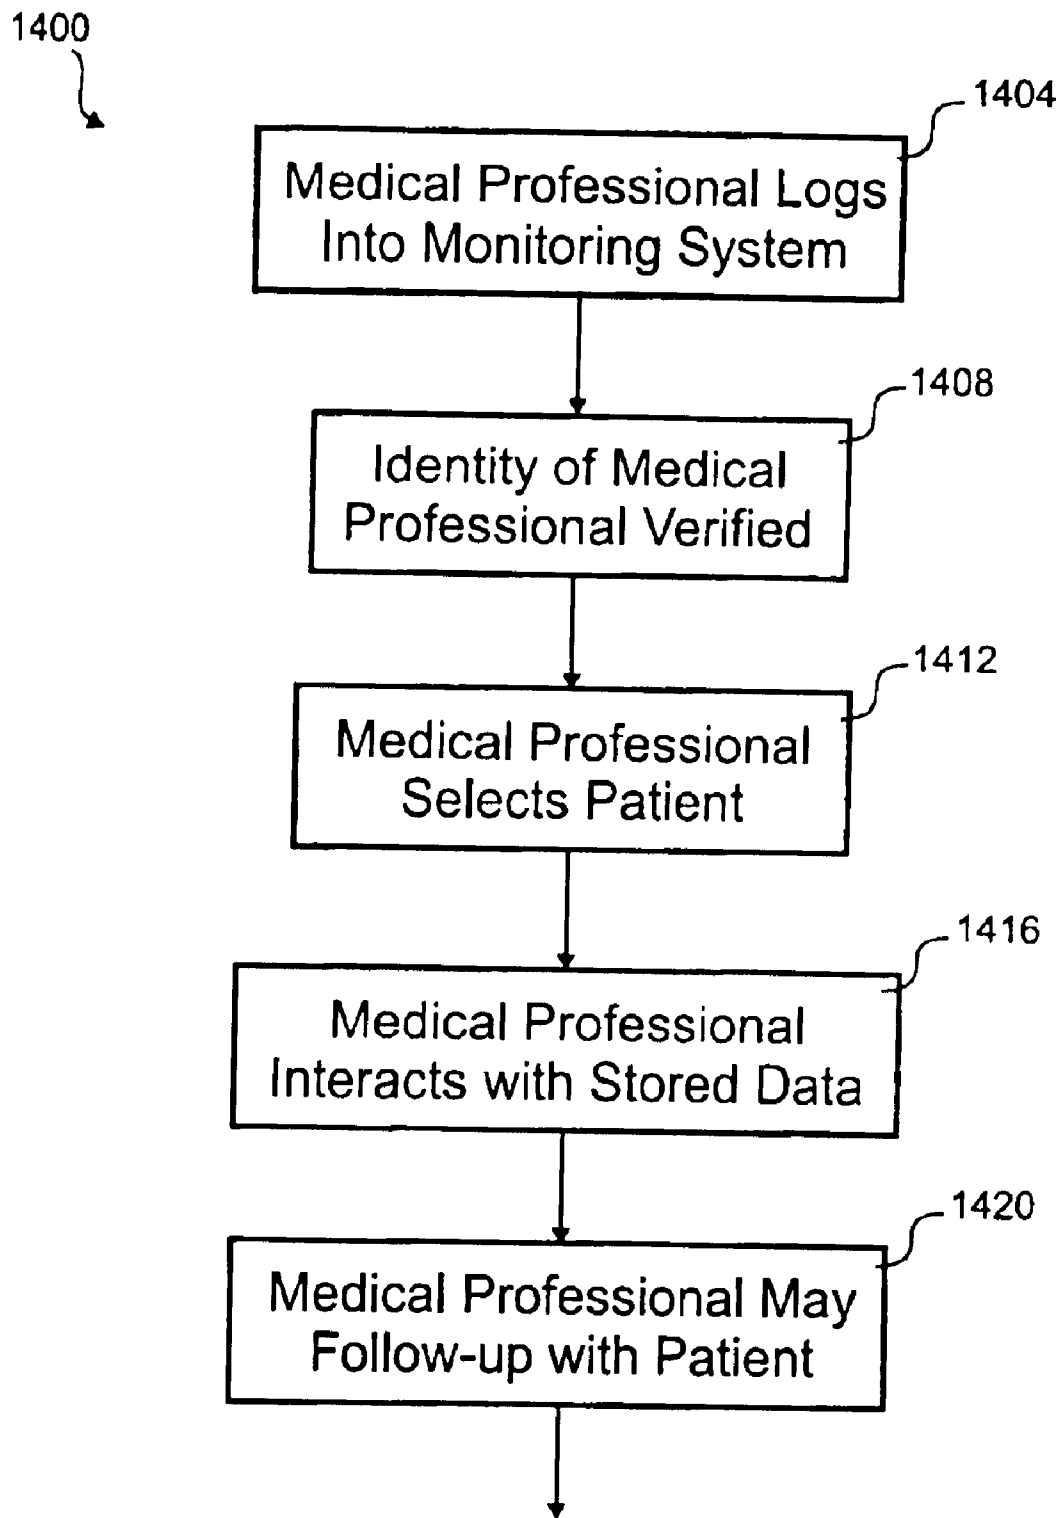 1400
1404
Medical Professional Logs
Into Monitoring System
1408
Identity of Medical
Professional Verified
1412
Medical Professional
Selects Patient
1416
Medical Professional
Interacts with Stored Data
1420
Medical Professional May
Follow-up with Patient